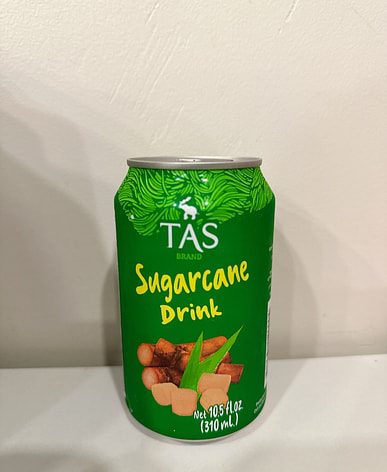 TAS
BRAND
Sugarcane
Drink
Net 10.5 fl.oz.
(310 mL.)